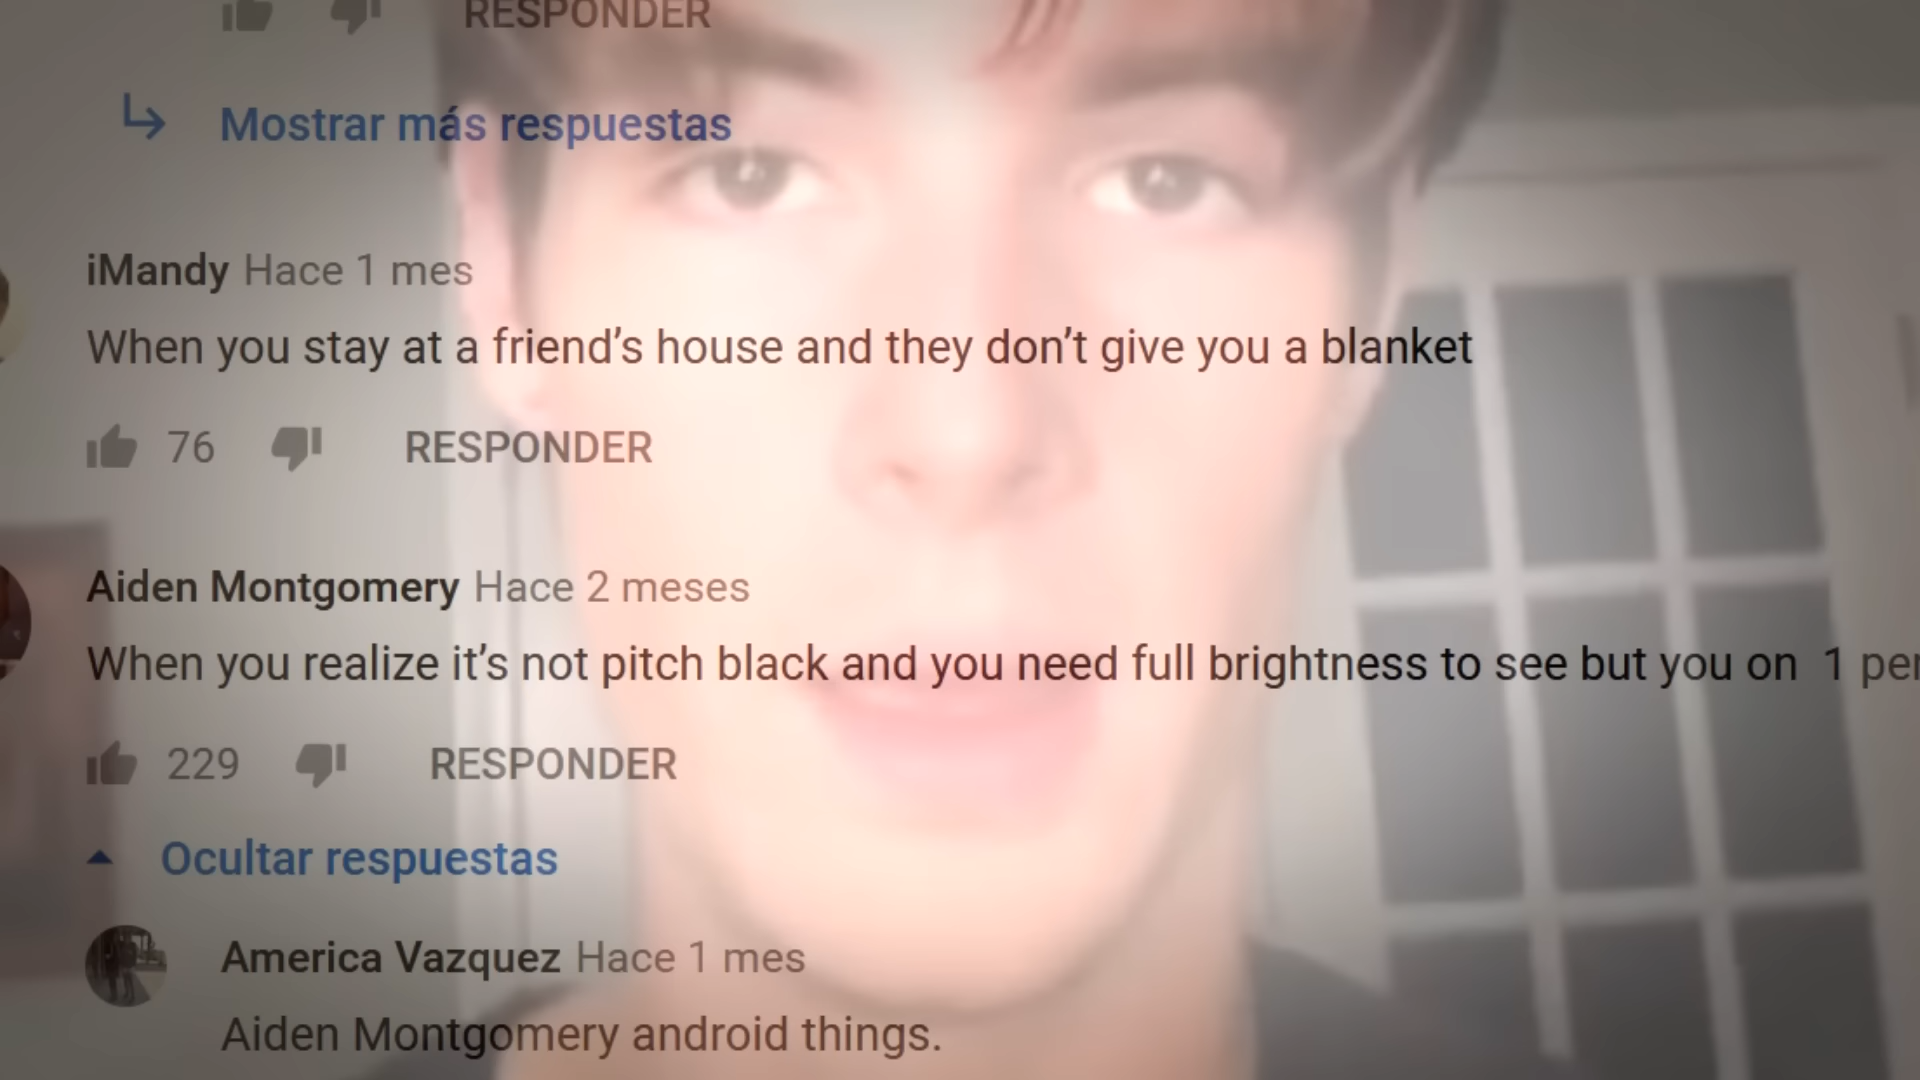 RESPONDER
Mostrar más respuestas
iMandy Hace 1 mes
When you stay at a friend’s house and they don’t give you a blanket
76 RESPONDER
Aiden Montgomery Hace 2 meses
When you realize it’s not pitch black and you need full brightness to see but you on 1
229 RESPONDER
Ocultar respuestas
America Vazquez Hace 1 mes
Aiden Montgomery android things.